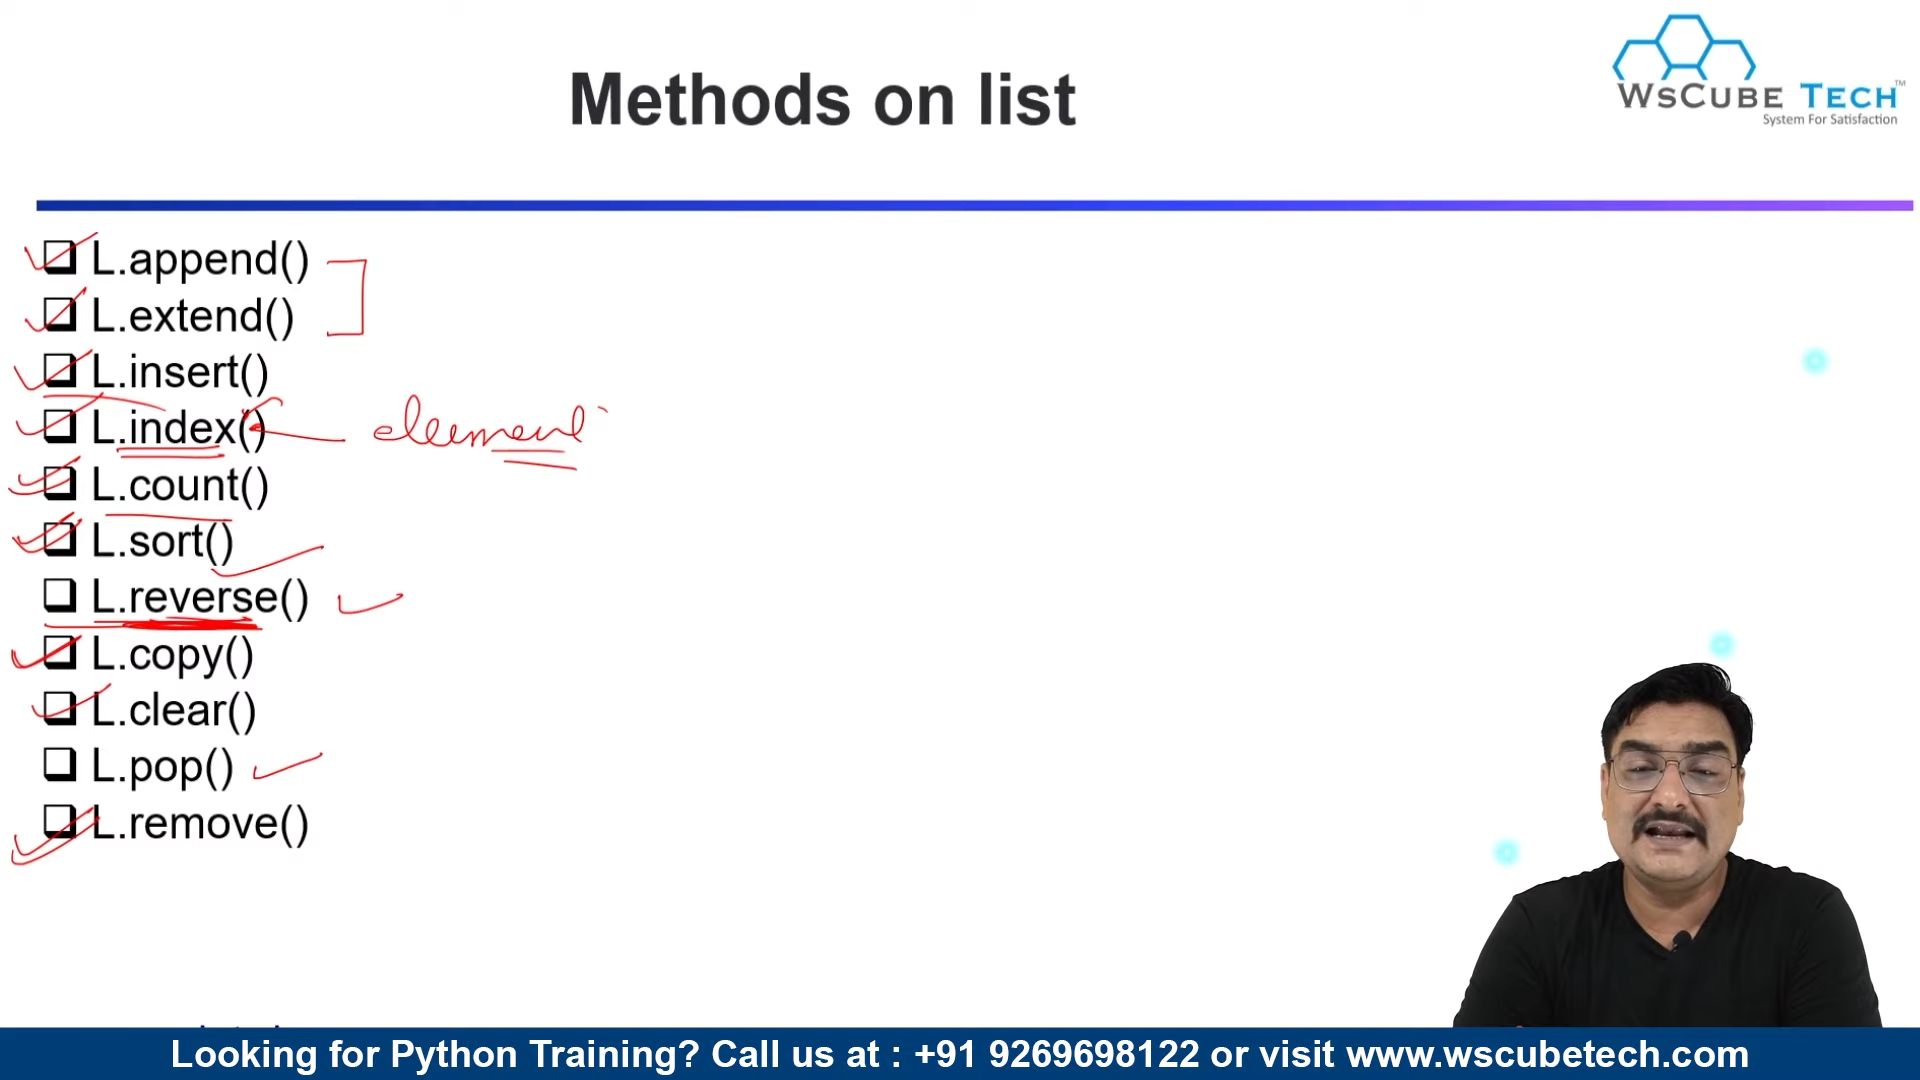 Methods on list
WsCube Tech™
System For Satisfaction
L.append()
L.extend()
L.insert()
L.index() element
L.count()
L.sort()
L.reverse()
L.copy()
L.clear()
L.pop()
L.remove()
Looking for Python Training? Call us at : +91 9269698122 or visit www.wscubetech.com